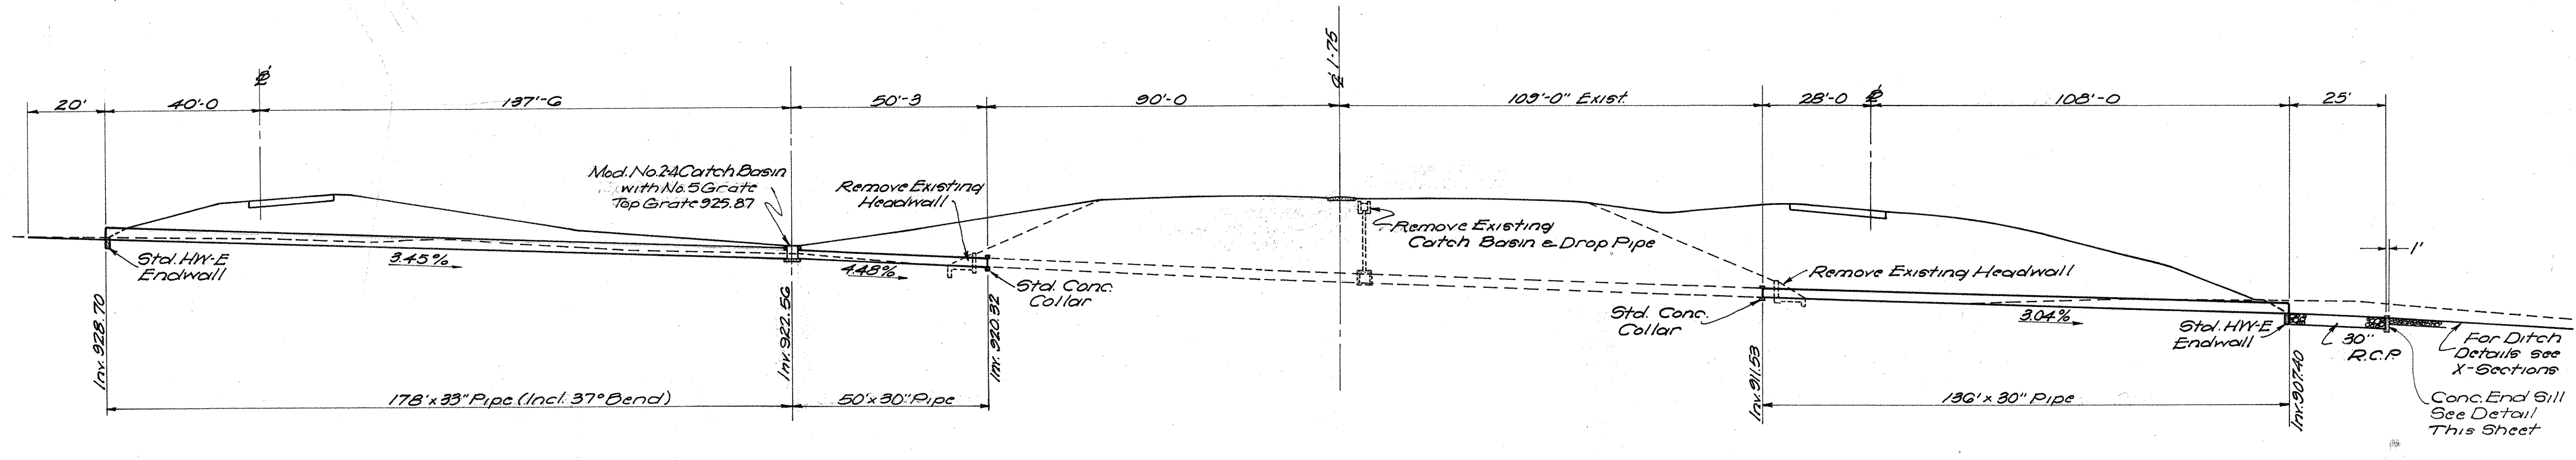 ℄ I-75
℄
20'
40'-0
137'-6
50'-3
90'-0
109'-0" Exist.
28'-0
℄
108'-0
25'
Mod. No.2-4 Catch Basin
with No.5 Grate
Top Grate 925.87
Remove Existing
Headwall
Remove Existing
Catch Basin & Drop Pipe
1'
Std. HW-E
Endwall
3.45%
4.48%
Std. Conc.
Collar
Remove Existing Headwall
Std. Conc.
Collar
3.04%
Std. HW-E
Endwall
30"
R.C.P.
For Ditch
Details see
X-Sections
Inv. 928.70
Inv. 922.56
Inv. 920.32
Inv. 911.53
Inv. 907.40
178' x 33" Pipe (Incl. 37° Bend)
50' x 30" Pipe
136' x 30" Pipe
Conc. End Sill
See Detail
This Sheet